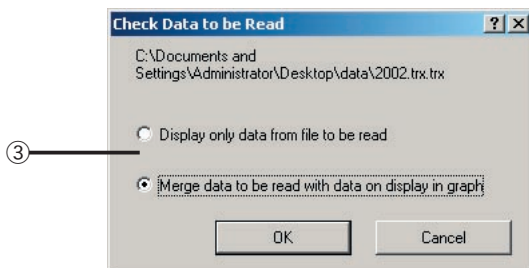 Check Data to be Read
C:\Documents and
Settings\Administrator\Desktop\data\2002.trx.trx
Display only data from file to be read
③
Merge data to be read with data on display in graph
OK Cancel